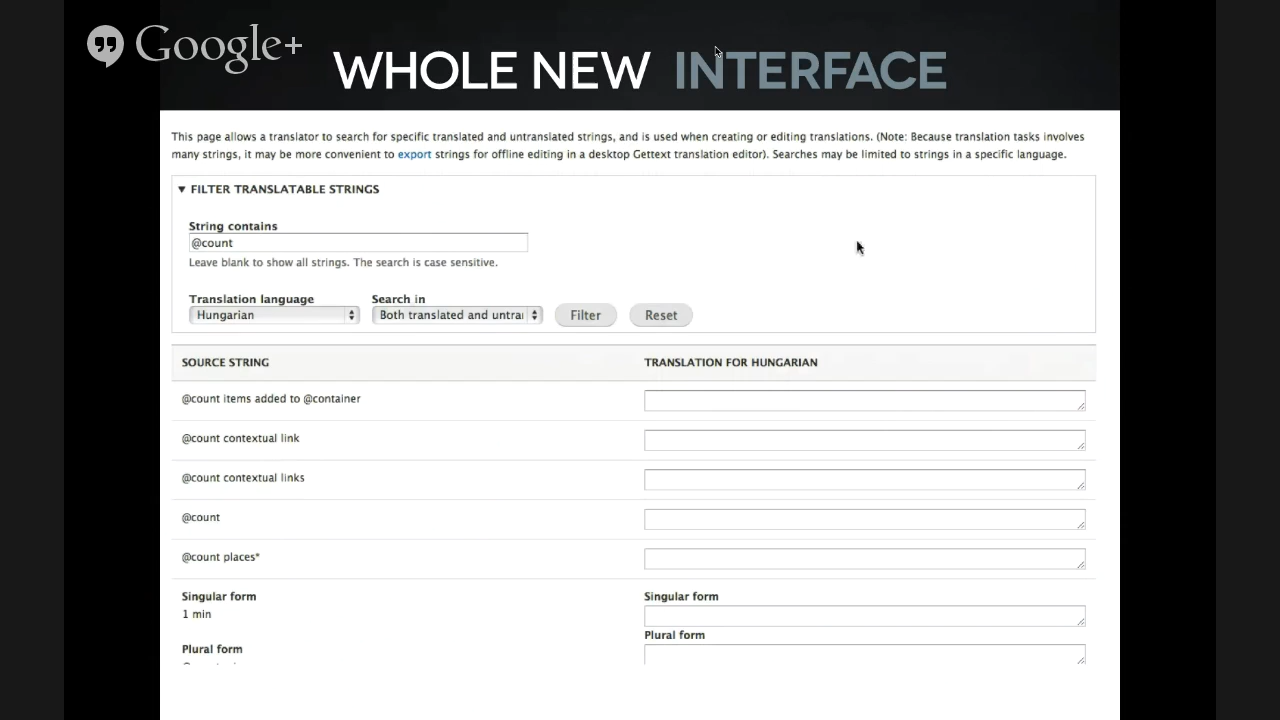 Google+
WHOLE NEW INTERFACE
This page allows a translator to search for specific translated and untranslated strings, and is used when creating or editing translations. (Note: Because translation tasks involves
many strings, it may be more convenient to export strings for offline editing in a desktop Gettext translation editor). Searches may be limited to strings in a specific language.
▼ FILTER TRANSLATABLE STRINGS
String contains
@count
Leave blank to show all strings. The search is case sensitive.
Translation language Search in
Hungarian Both translated and untran Filter Reset
SOURCE STRING TRANSLATION FOR HUNGARIAN
@count items added to @container
@count contextual link
@count contextual links
@count
@count places*
Singular form Singular form
1 min
Plural form
Plural form